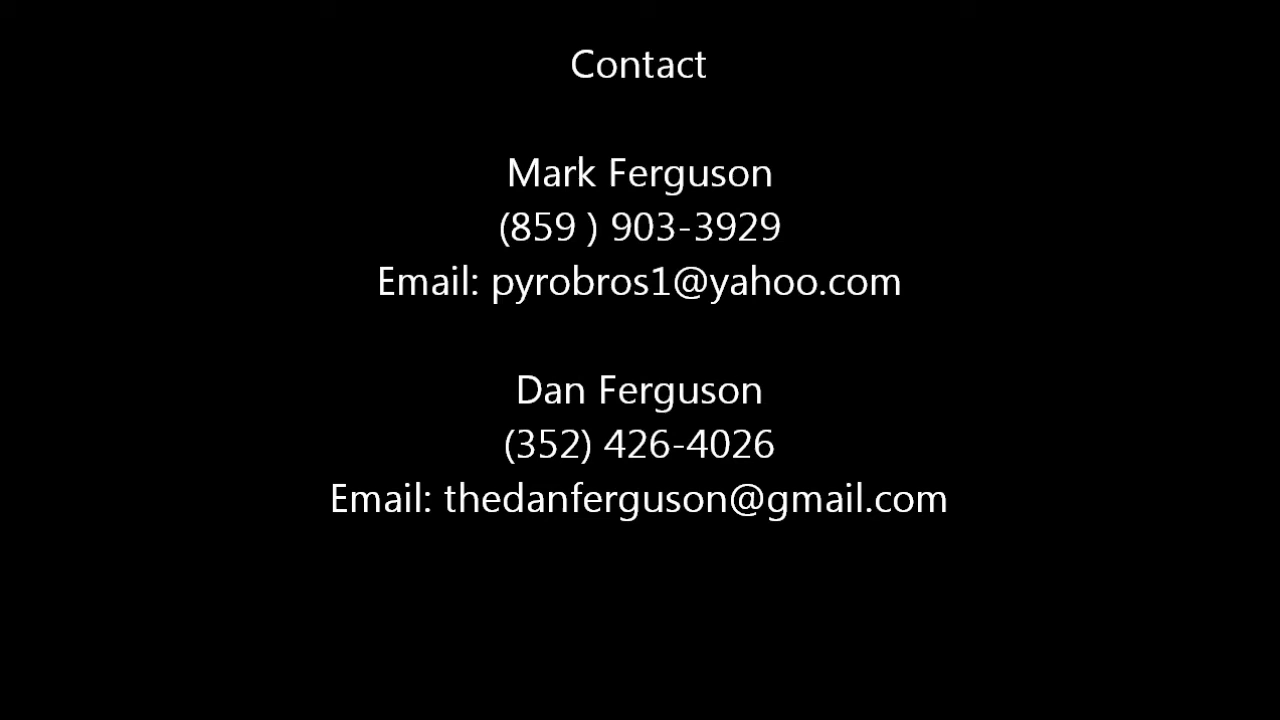 Contact
Mark Ferguson
(859 ) 903-3929
Email: pyrobros1@yahoo.com
Dan Ferguson
(352) 426-4026
Email: thedanferguson@gmail.com